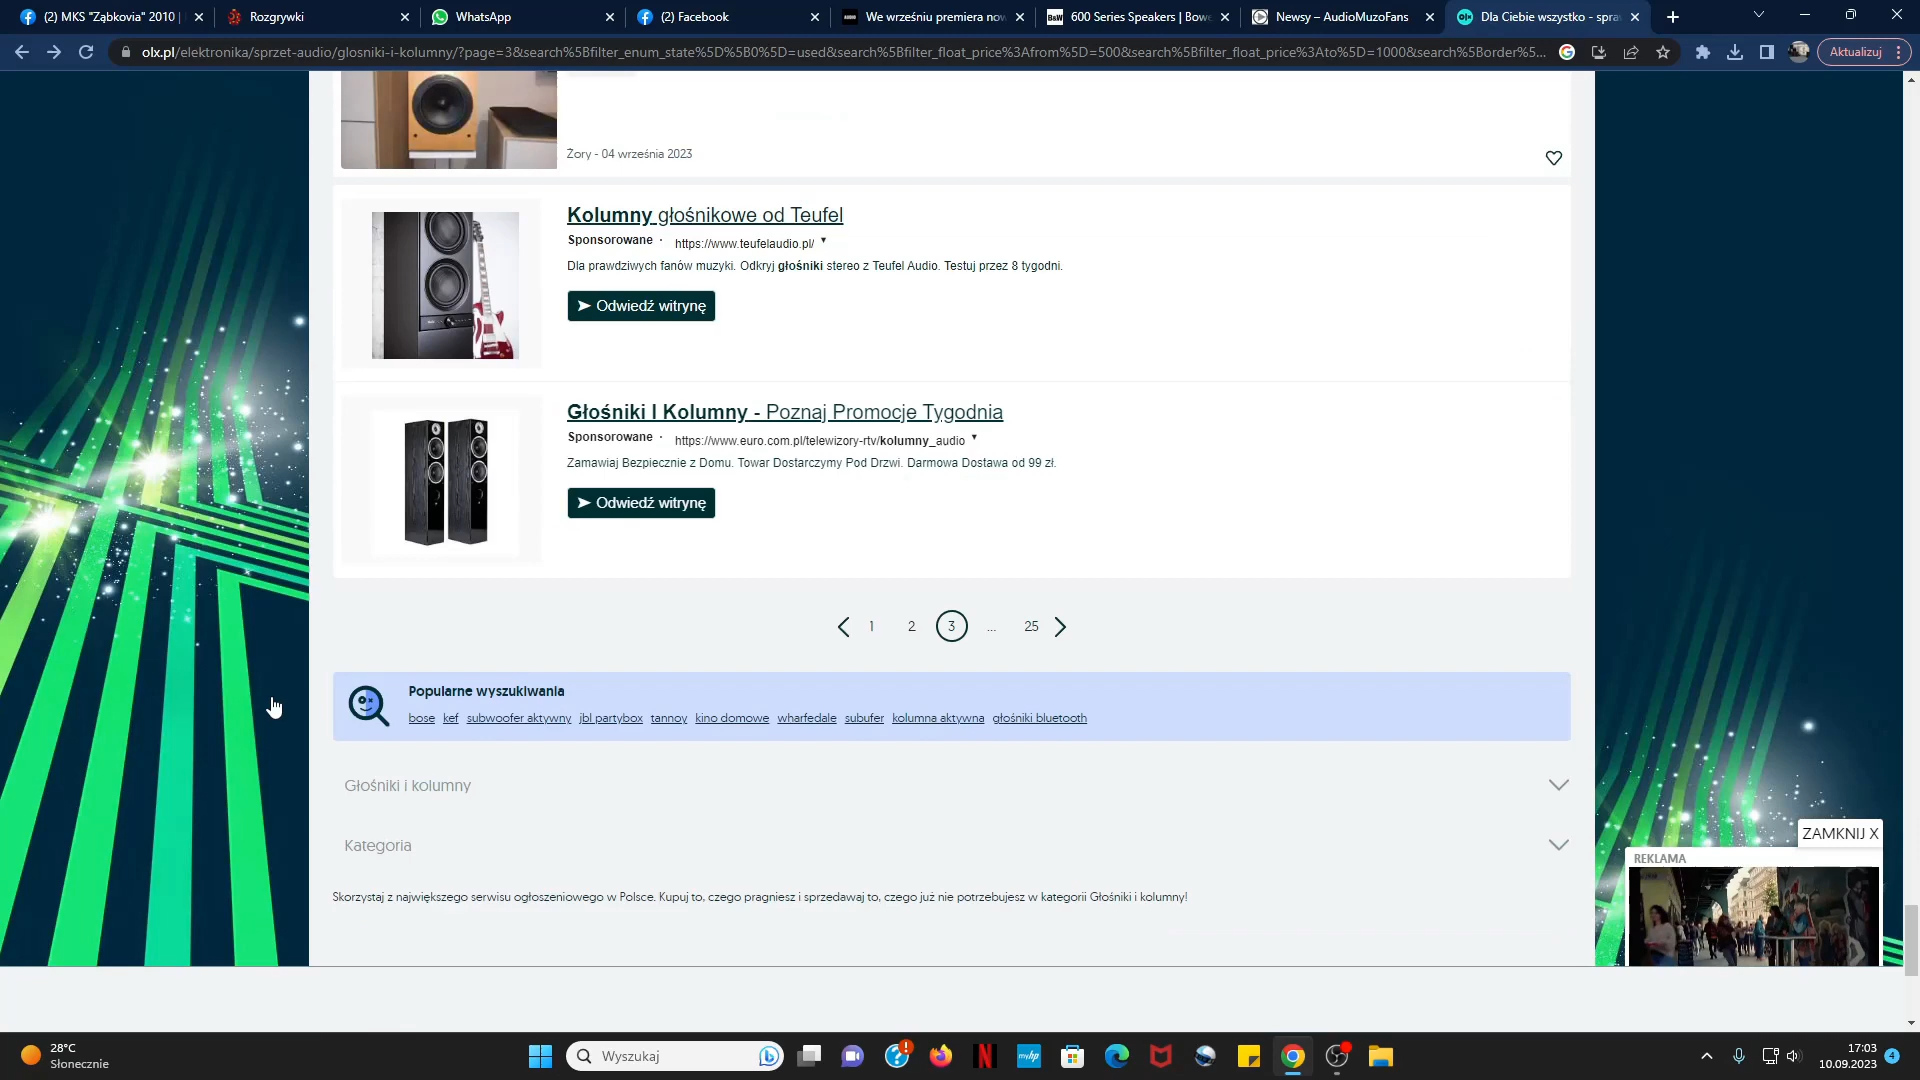 (2) MKS "Ząbkovia" 2010 |
Rozgrywki
WhatsApp
(2) Facebook
We wrześniu premiera now
600 Series Speakers | Bowe
Newsy – AudioMuzoFans
Dla Ciebie wszystko - spra
olx.pl/elektronika/sprzet-audio/glosniki-i-kolumny/?page=3&search%5Bfilter_enum_state%5D%5B0%5D=used&search%5Bfilter_float_price%3Afrom%5D=500&search%5Bfilter_float_price%3Ato%5D=1000&search%5Border%5...
Aktualizuj
Żory - 04 września 2023
Kolumny głośnikowe od Teufel
Sponsorowane · https://www.teufelaudio.pl/
Dla prawdziwych fanów muzyki. Odkryj głośniki stereo z Teufel Audio. Testuj przez 8 tygodni.
Odwiedź witrynę
Głośniki I Kolumny - Poznaj Promocje Tygodnia
Sponsorowane · https://www.euro.com.pl/telewizory-rtv/kolumny_audio
Zamawiaj Bezpiecznie z Domu. Towar Dostarczymy Pod Drzwi. Darmowa Dostawa od 99 zł.
Odwiedź witrynę
1 2 3 ... 25
Popularne wyszukiwania
bose kef subwoofer aktywny jbl partybox tannoy kino domowe wharfedale subufer kolumna aktywna głośniki bluetooth
Głośniki i kolumny
Kategoria
ZAMKNIJ X
REKLAMA
Skorzystaj z największego serwisu ogłoszeniowego w Polsce. Kupuj to, czego pragniesz i sprzedawaj to, czego już nie potrzebujesz w kategorii Głośniki i kolumny!
28°C
Słonecznie
Wyszukaj
17:03
10.09.2023
4